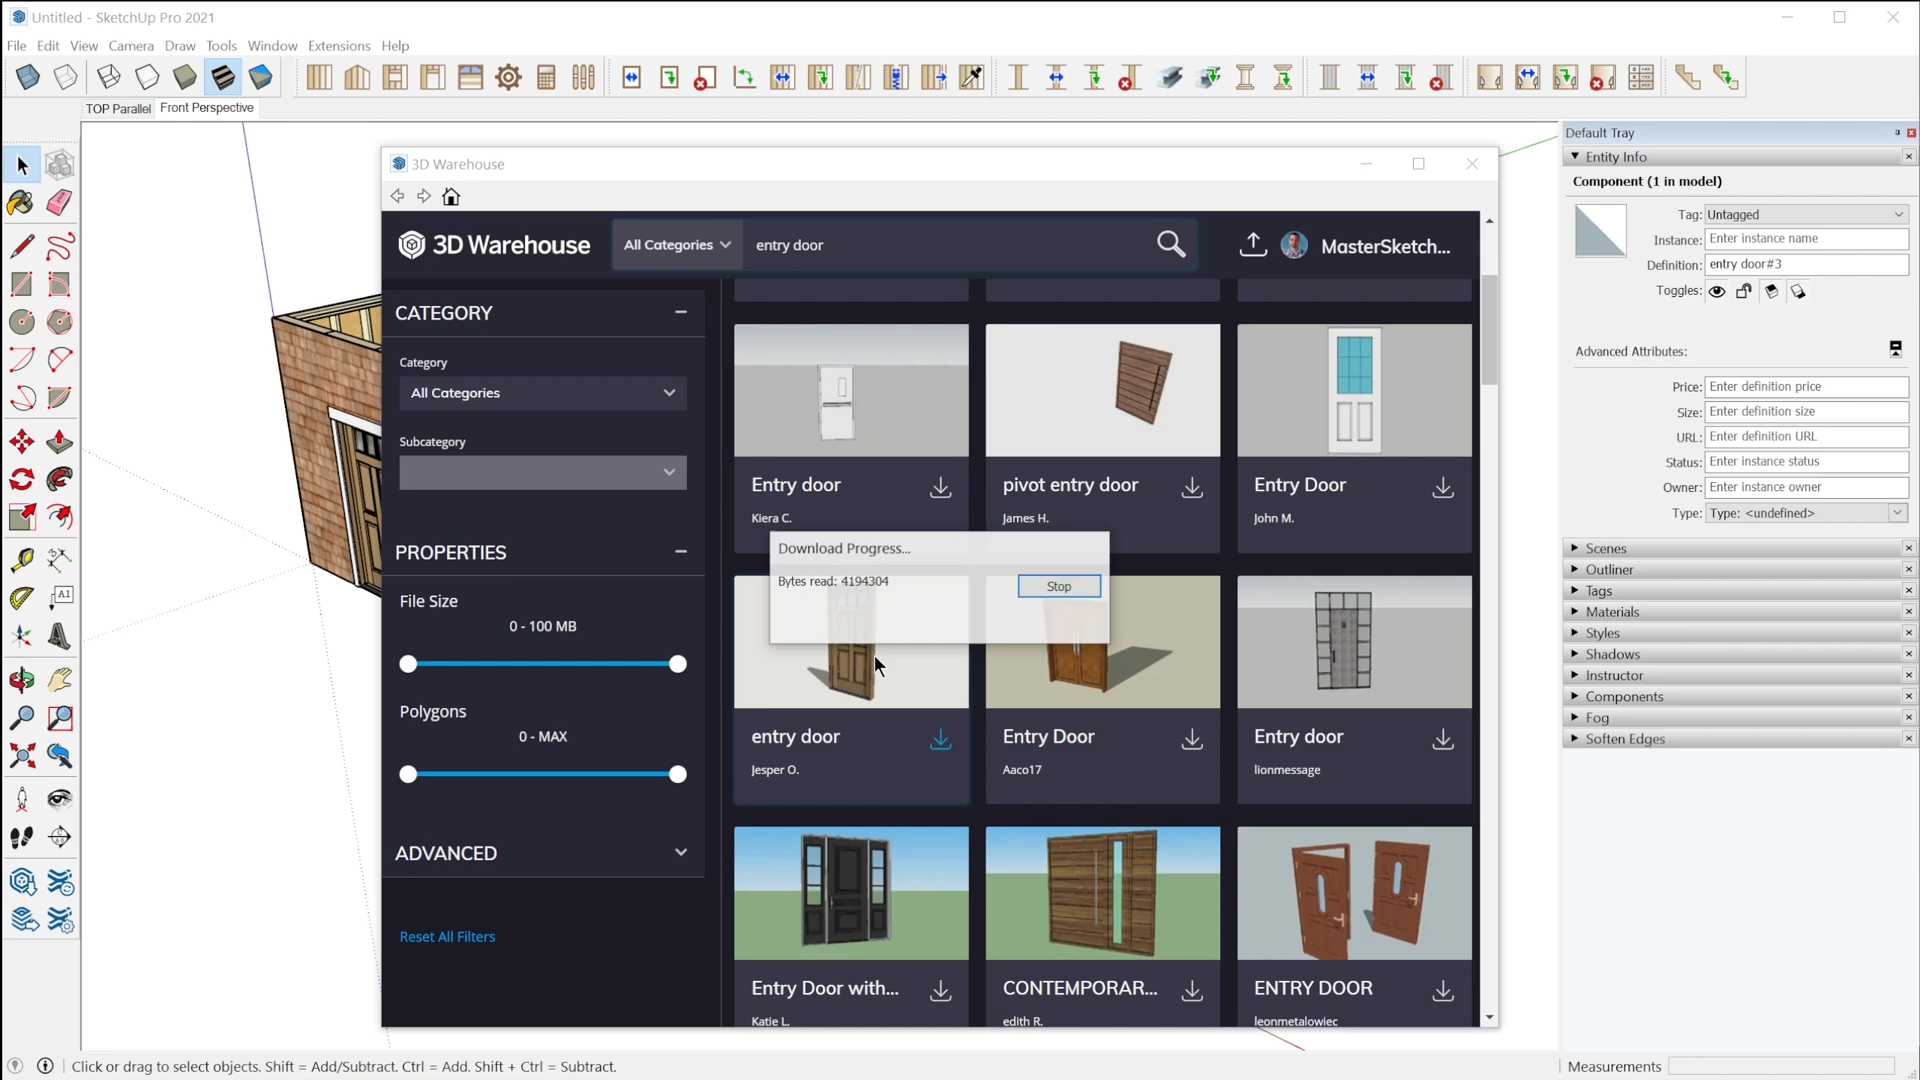 Untitled - SketchUp Pro 2021
File Edit View Camera Draw Tools Window Extensions Help
TOP Parallel Front Perspective
3D Warehouse
3D Warehouse
All Categories
entry door
MasterSketch...
CATEGORY
Category
All Categories
Subcategory
PROPERTIES
File Size
0 - 100 MB
Polygons
0 - MAX
ADVANCED
Reset All Filters
Entry door
Kiera C.
pivot entry door
James H.
Entry Door
John M.
Download Progress...
Bytes read: 4194304
Stop
entry door
Jesper O.
Entry Door
Aaco17
Entry door
lionmessage
Entry Door with...
Katie L.
CONTEMPORAR...
edith R.
ENTRY DOOR
leonmetalowiec
Default Tray
Entity Info
Component (1 in model)
Tag: Untagged
Instance: Enter instance name
Definition: entry door#3
Toggles:
Advanced Attributes:
Price: Enter definition price
Size: Enter definition size
URL: Enter definition URL
Status: Enter instance status
Owner: Enter instance owner
Type: Type: <undefined>
Scenes
Outliner
Tags
Materials
Styles
Shadows
Instructor
Components
Fog
Soften Edges
A1
Click or drag to select objects. Shift = Add/Subtract. Ctrl = Add. Shift + Ctrl = Subtract.
Measurements